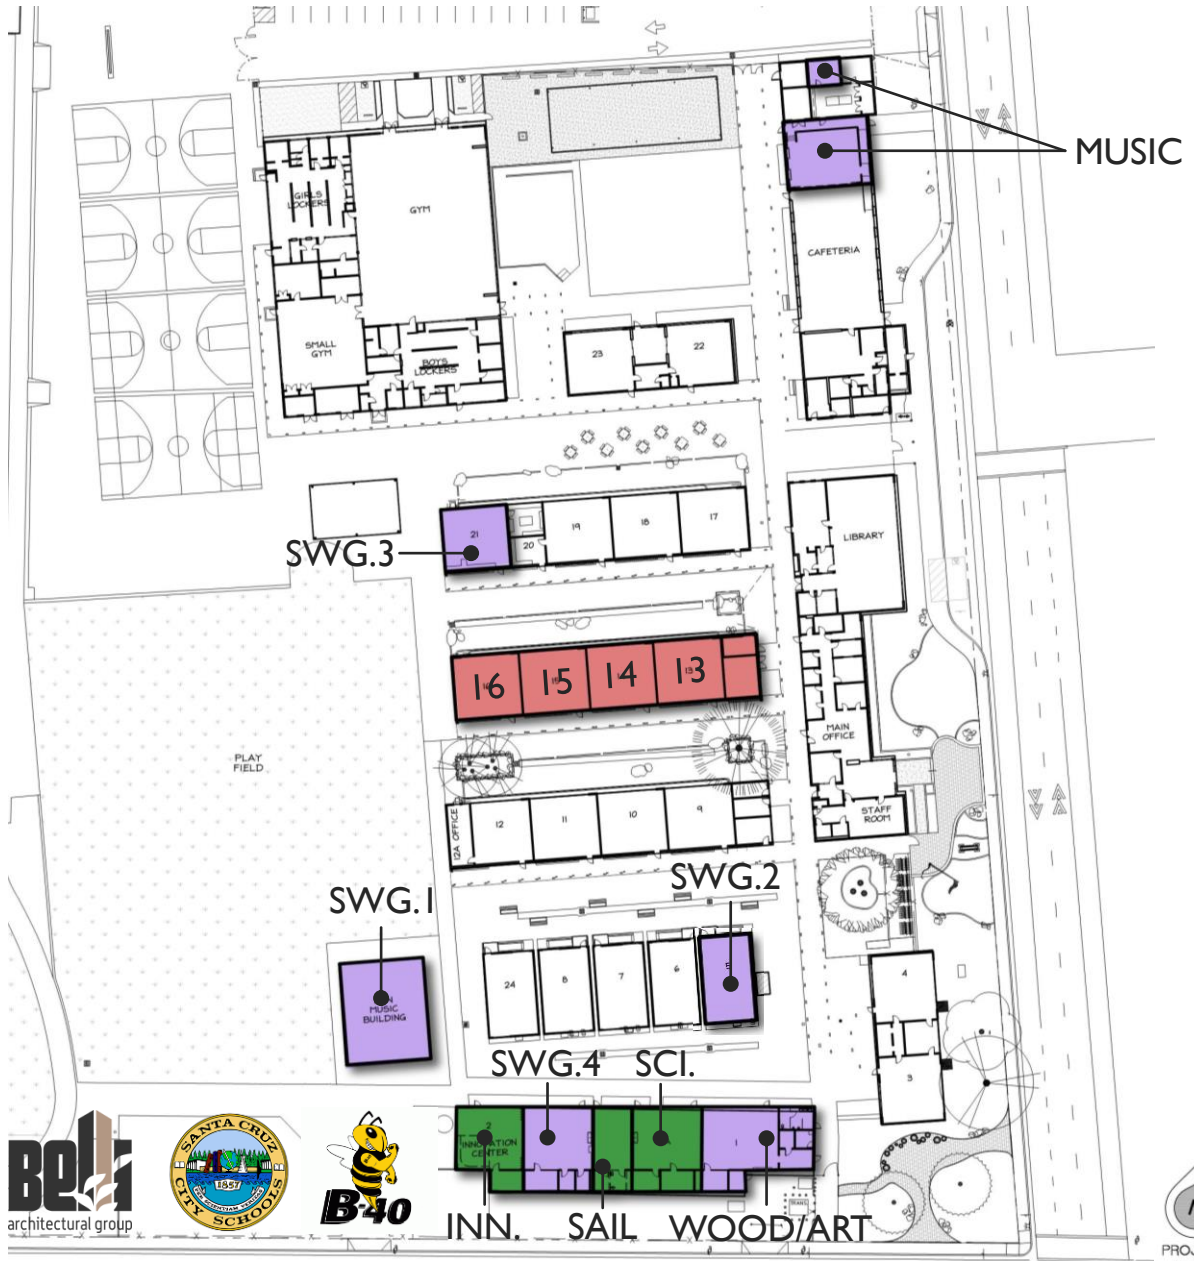 MUSIC
GIRLS
LOCKERS
GYM
CAFETERIA
SMALL
GYM
BOYS
LOCKERS
23
22
SWG.3
21
20
19
18
17
LIBRARY
16
15
14
13
MAIN
OFFICE
STAFF
ROOM
PLAY
FIELD
12A OFFICE
12
11
10
9
SWG.1
SWG.2
MUSIC
BUILDING
24
8
7
6
4
3
SWG.4
SCI.
2
INNOVATION
CENTER
1
INN.
SAIL
WOOD/ART
Belli
architectural group
SANTA CRUZ
CITY SCHOOLS
1857
B-40